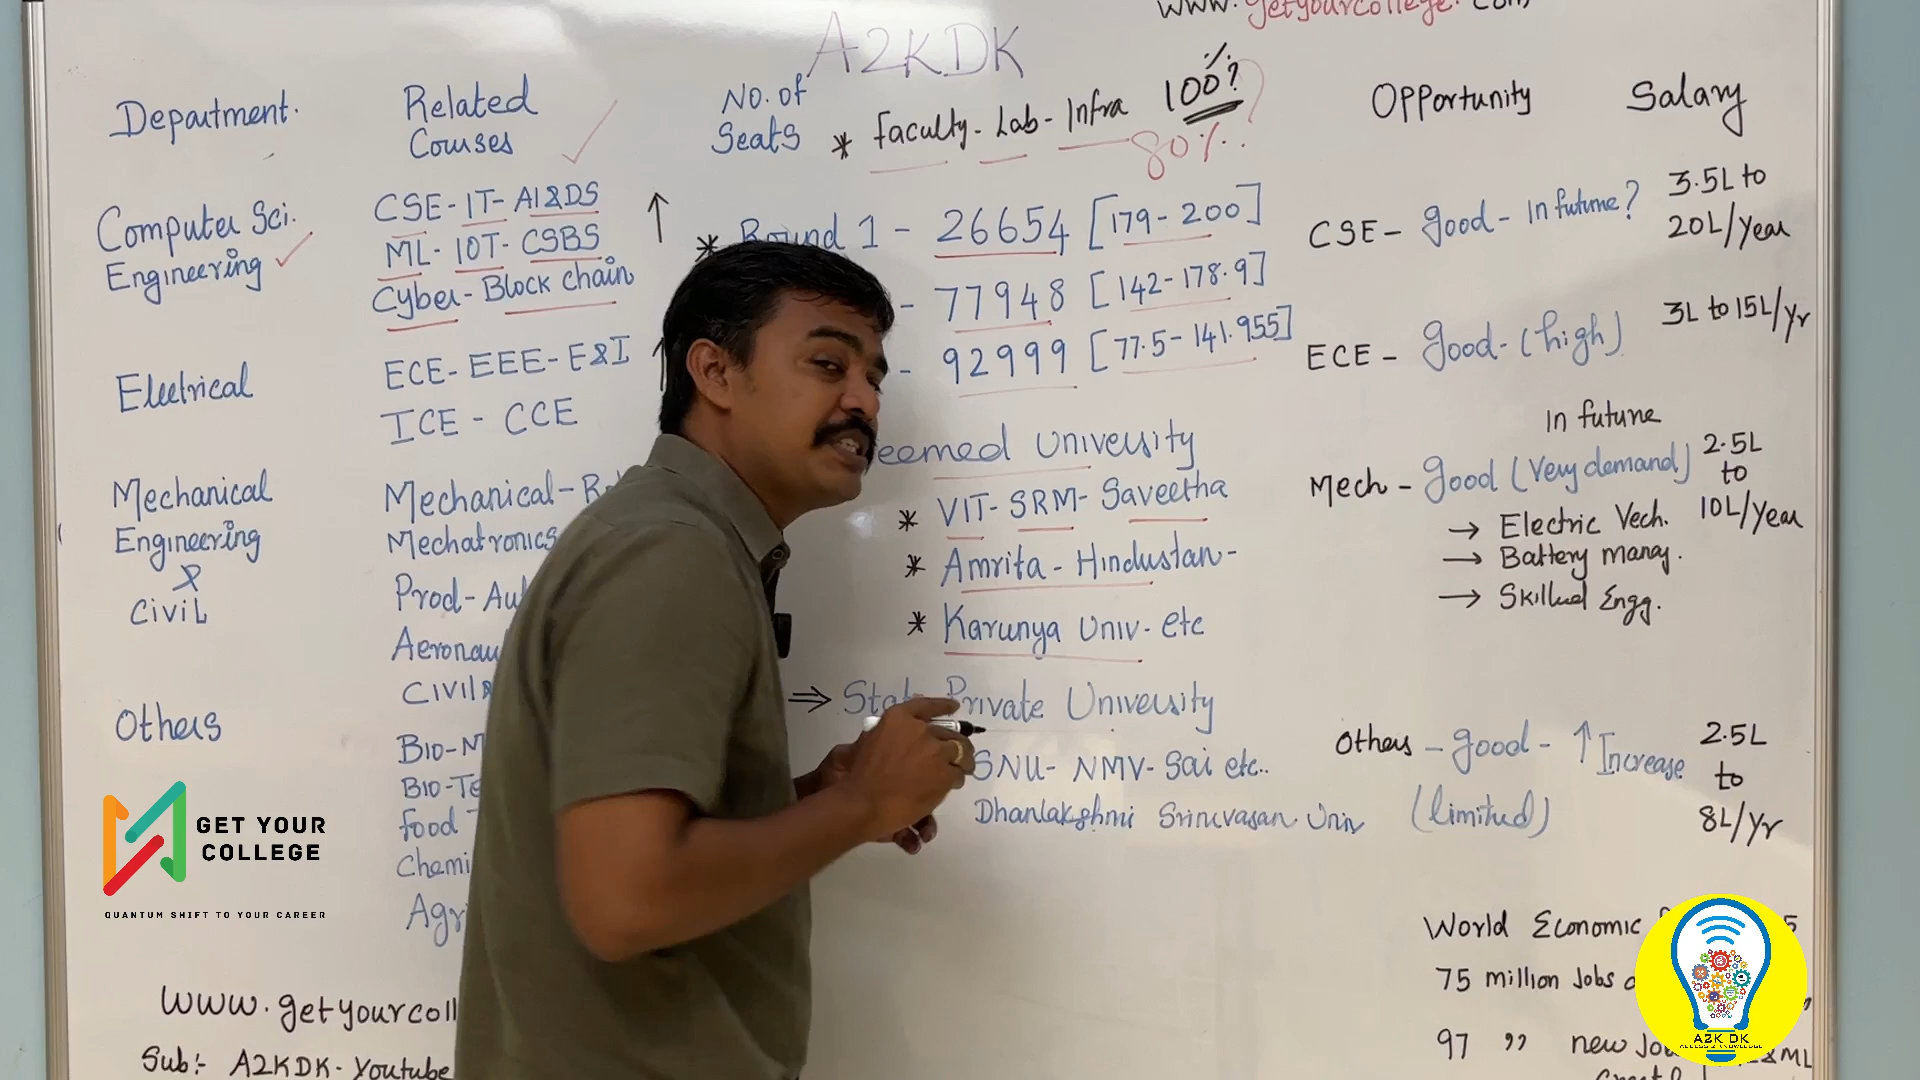 www.getyourcollege.com
A2KDK
Department.
Related Courses
No. of Seats
* Faculty - Lab - Infra 100%?
80%..?
Opportunity
Salary
Computer Sci. Engineering
CSE - IT - AI&DS
ML - IOT - CSBS
Cyber - Block chain
* Round 1 - 26654 [179 - 200]
- 77948 [142 - 178.9]
- 92999 [77.5 - 141.955]
CSE - good - in future?
3.5L to
20L/Year
Electrical
ECE - EEE - E&I
ICE - CCE
ECE - good - (high)
3L to 15L/yr
eemed University
* VIT - SRM - Saveetha
* Amrita - Hindustan -
* Karunya Univ - etc
Mechanical
Engineering
&
Civil
Mechanical -
Mechatronics
Prod -
Civil
In future
Mech - good (Very demand)
→ Electric Vech.
→ Battery manag.
→ Skilled Engg.
2.5L
to
10L/Year
⇒ State Private University
SNU - NMV - Sai etc..
Dhanlakshmi Srinivasan Univ
Others
Bio -
Food
Others - good - ↑ Increase
(limited)
2.5L
to
8L/yr
GET YOUR
COLLEGE
QUANTUM SHIFT TO YOUR CAREER
World Economic
75 million Jobs
97 " new
www.getyourcoll
Sub:- A2KDK - Youtube
A2K DK